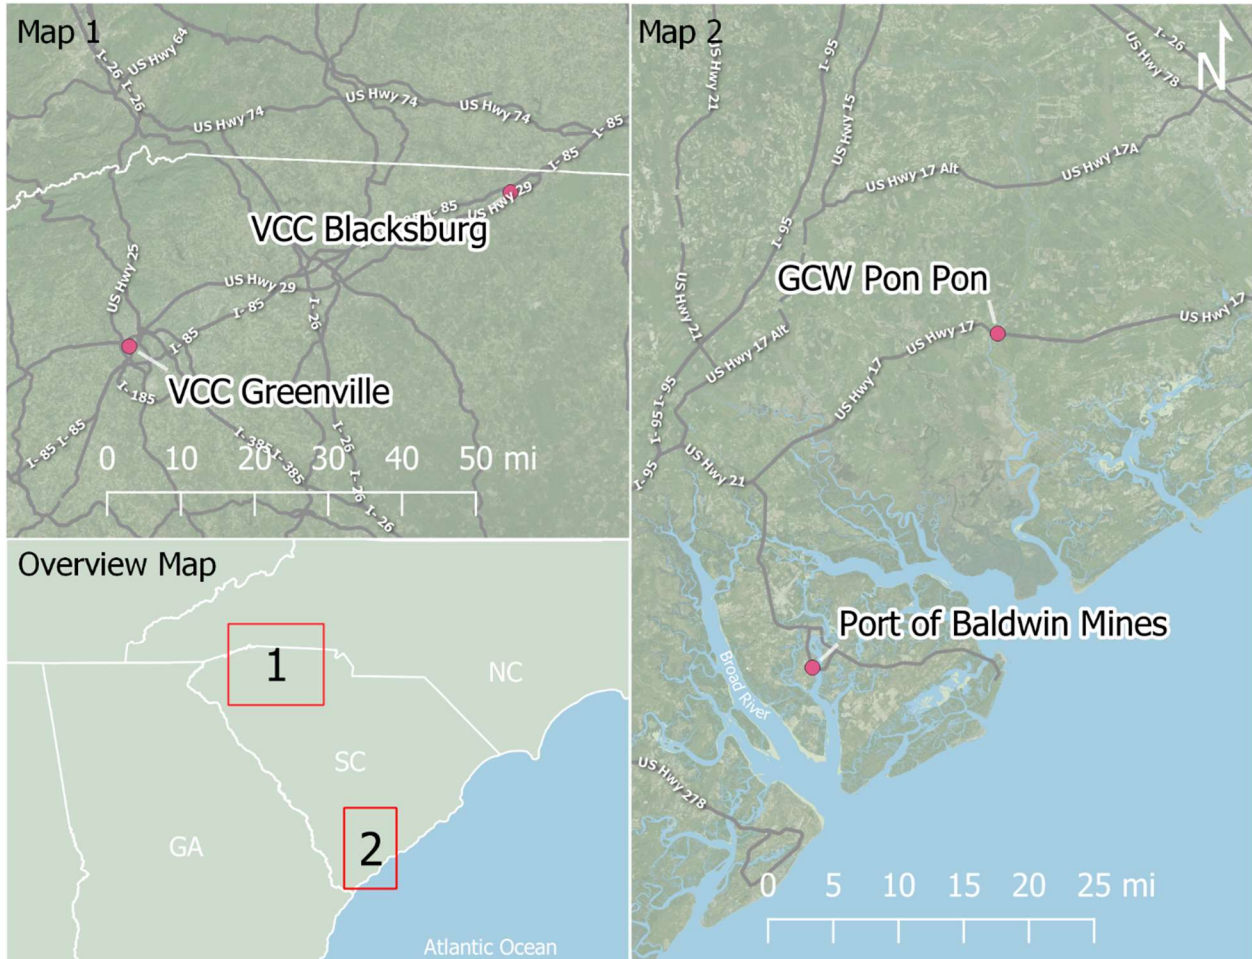 Map 1
I- 26
US Hwy 64
I- 26
US Hwy 74
US Hwy 74
US Hwy 74
I- 85
I- 85
I- 85
US Hwy 29
VCC Blacksburg
US Hwy 25
US Hwy 29
I- 85
I- 26
I- 85
VCC Greenville
I- 185
I- 85
I- 85
I- 385
I- 385
I- 26
I- 26
I- 26
0 10 20 30 40 50 mi
Overview Map
1
NC
SC
2
GA
Atlantic Ocean
Map 2
N
US Hwy 21
I- 95
US Hwy 15
I- 26
US Hwy 78
US Hwy 17 Alt
US Hwy 17A
I- 95
GCW Pon Pon
US Hwy 21
US Hwy 17 Alt
US Hwy 17
US Hwy 17
US Hwy 17
I- 95
I- 95
I- 95
US Hwy 21
Port of Baldwin Mines
Broad River
US Hwy 278
0 5 10 15 20 25 mi